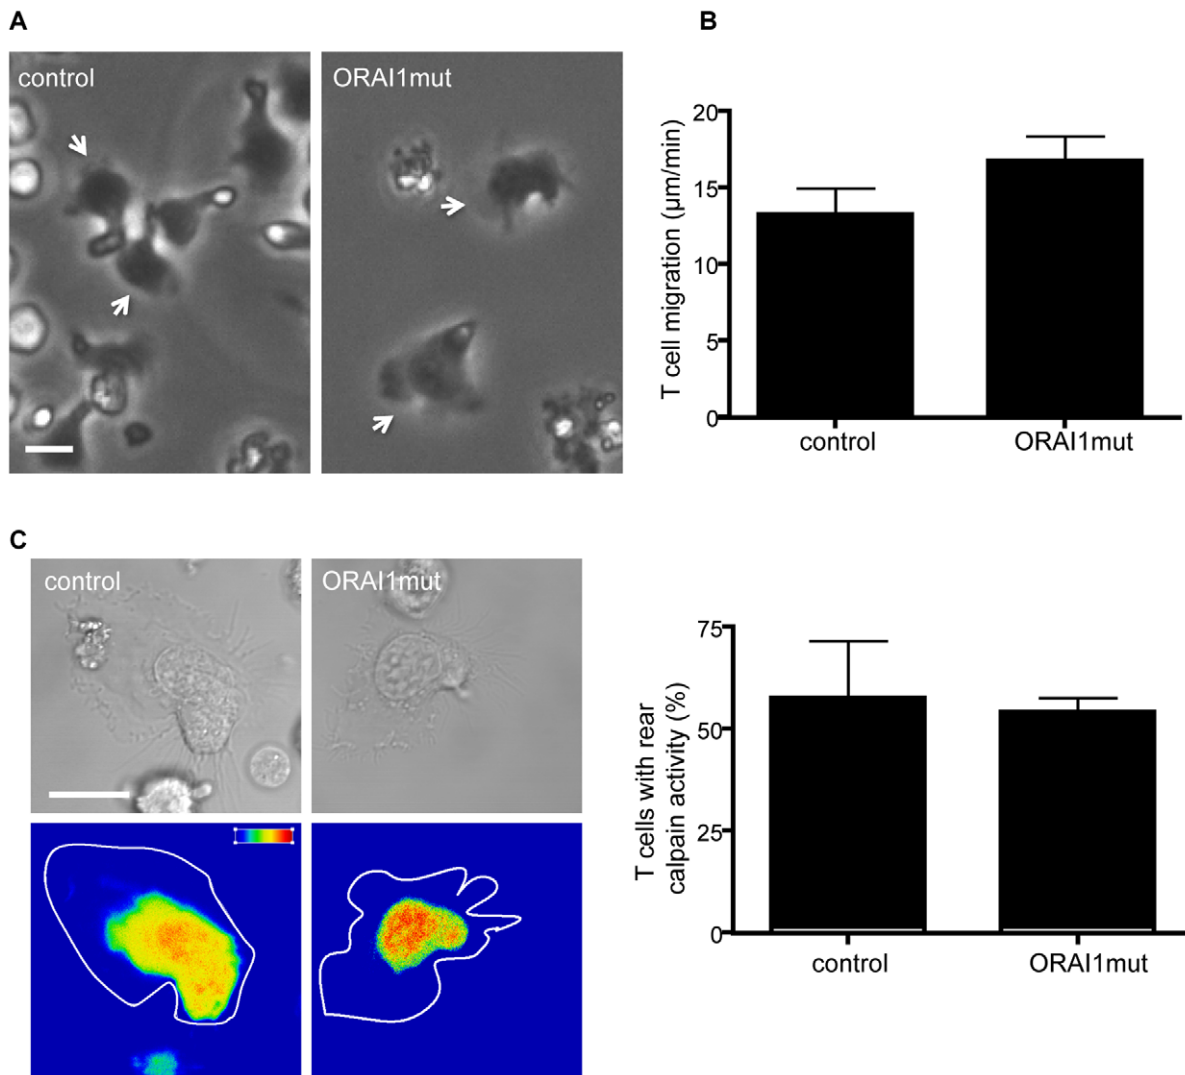 A
B
control
ORAI1mut
T cell migration (µm/min)
20
15
10
5
0
control
ORAI1mut
C
control
ORAI1mut
T cells with rear
calpain activity (%)
75
50
25
0
control
ORAI1mut